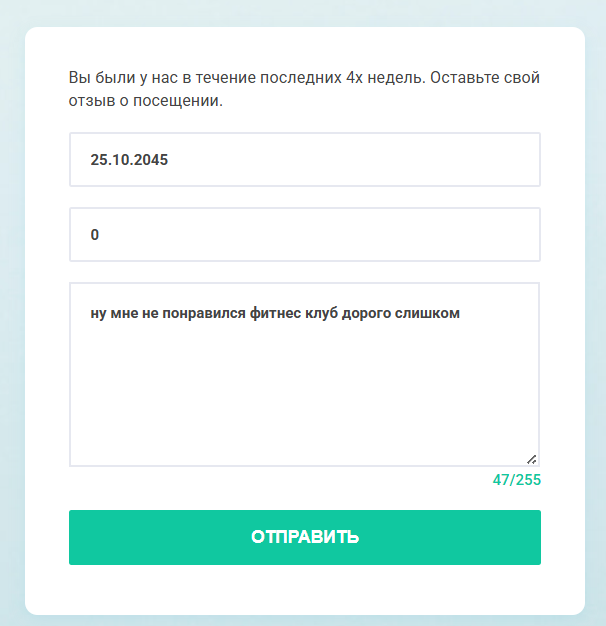 Вы были у нас в течение последних 4х недель. Оставьте свой
отзыв о посещении.
25.10.2045
0
ну мне не понравился фитнес клуб дорого слишком
47/255
ОТПРАВИТЬ